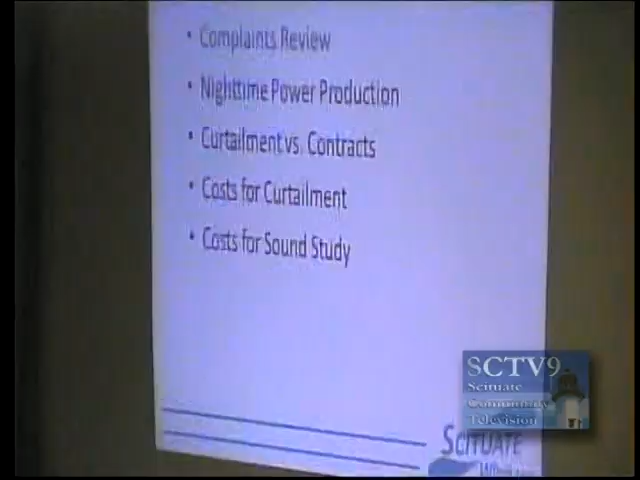 • Complaints Review
• Nighttime Power Production
• Curtailment vs. Contracts
• Costs for Curtailment
• Costs for Sound Study
SCTV9
Scituate
Community
Television
SCITUATE